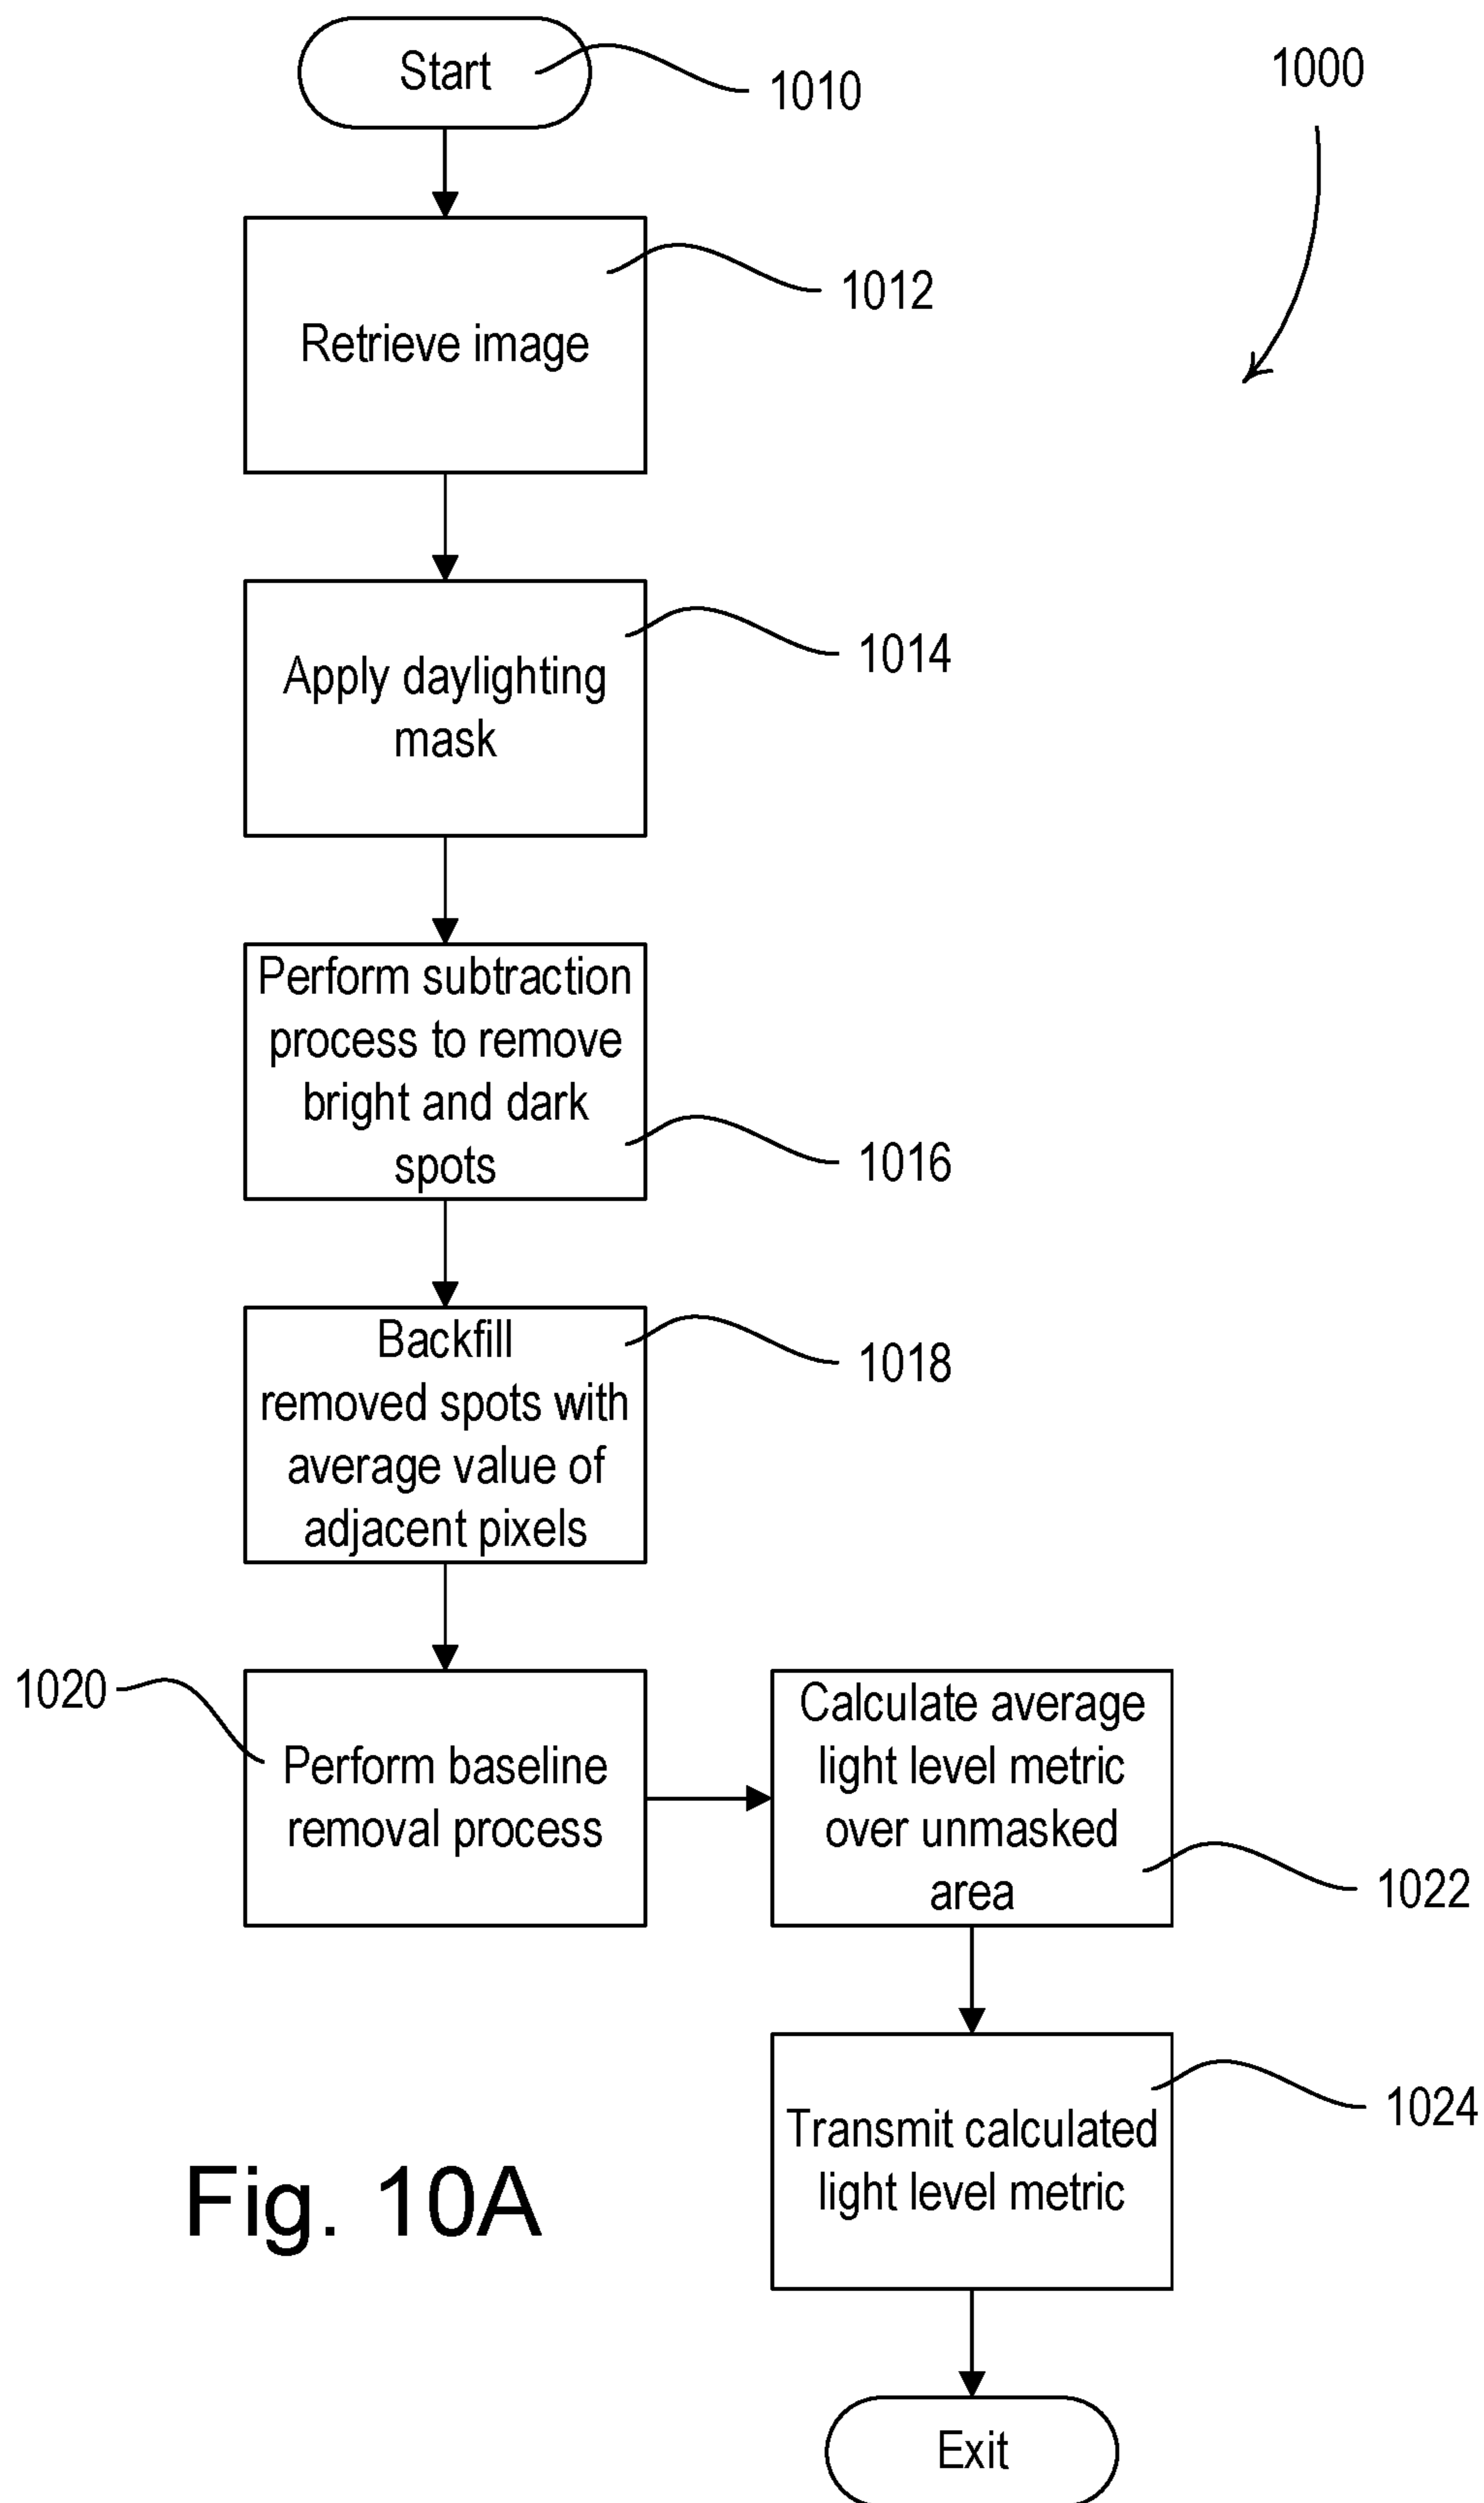 Start
1010
1000
Retrieve image
1012
Apply daylighting
mask
1014
Perform subtraction
process to remove
bright and dark
spots
1016
Backfill
removed spots with
average value of
adjacent pixels
1018
1020
Perform baseline
removal process
Calculate average
light level metric
over unmasked
area
1022
Transmit calculated
light level metric
1024
Fig. 10A
Exit